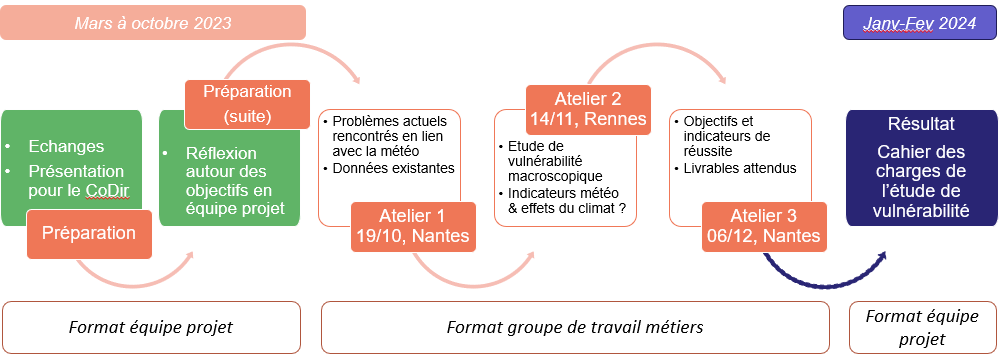 Mars à octobre 2023
Janv-Fev 2024
• Echanges
• Présentation
pour le CoDir
Préparation
Préparation
(suite)
• Réflexion
autour des
objectifs en
équipe projet
• Problèmes actuels
rencontrés en lien
avec la météo
• Données existantes
Atelier 1
19/10, Nantes
Atelier 2
14/11, Rennes
• Etude de
vulnérabilité
macroscopique
• Indicateurs météo
& effets du climat ?
• Objectifs et
indicateurs de
réussite
• Livrables attendus
Atelier 3
06/12, Nantes
Résultat
Cahier des
charges de
l'étude de
vulnérabilité
Format équipe projet
Format groupe de travail métiers
Format équipe
projet